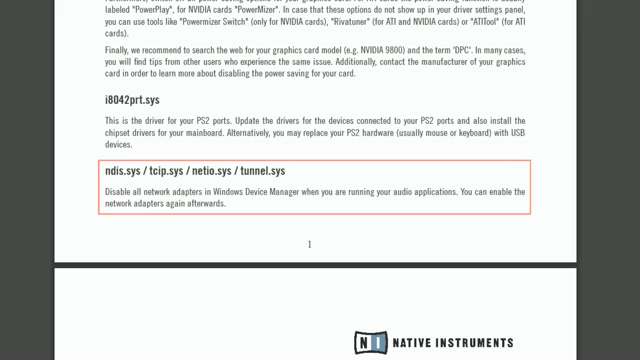 labeled "PowerPlay", for NVIDIA cards "PowerMizer". In case that these options do not show up in your driver settings panel,
you can use tools like "Powermizer Switch" (only for NVIDIA cards), "Rivatuner" (for ATI and NVIDIA cards) or "ATITool" (for ATI
cards).
Finally, we recommend to search the web for your graphics card model (e.g. NVIDIA 9800) and the term 'DPC'. In many cases,
you will find tips from other users who experience the same issue. Additionally, contact the manufacturer of your graphics
card in order to learn more about disabling the power saving for your card.
i8042prt.sys
This is the driver for your PS2 ports. Update the drivers for the devices connected to your PS2 ports and also install the
chipset drivers for your mainboard. Alternatively, you may replace your PS2 hardware (usually mouse or keyboard) with USB
devices.
ndis.sys / tcip.sys / netio.sys / tunnel.sys
Disable all network adapters in Windows Device Manager when you are running your audio applications. You can enable the
network adapters again afterwards.
1
NI NATIVE INSTRUMENTS